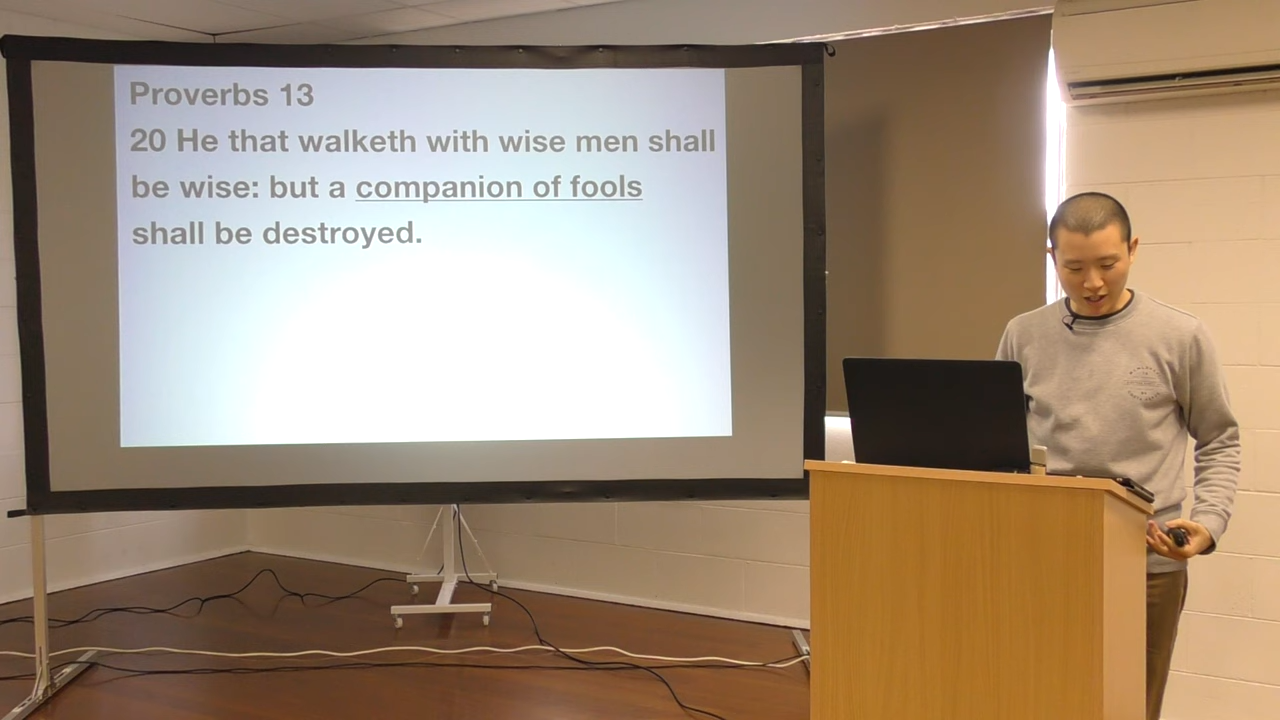 Proverbs 13
20 He that walketh with wise men shall
be wise: but a companion of fools
shall be destroyed.